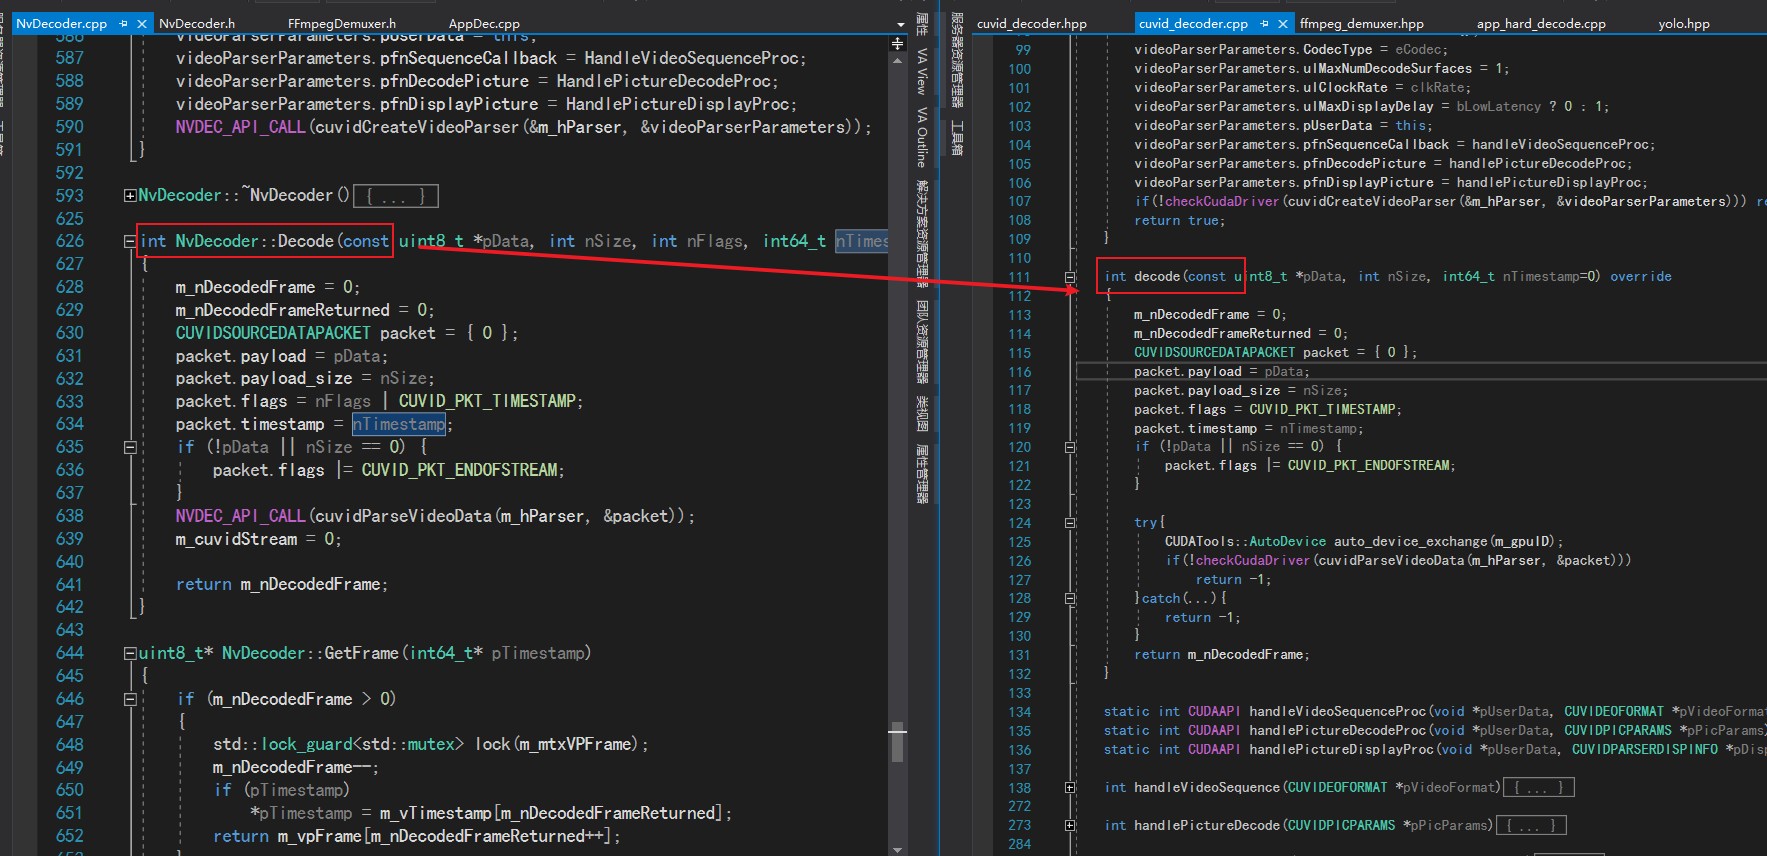 NvDecoder.cpp NvDecoder.h FFmpegDemuxer.h AppDec.cpp
586 videoParserParameters.pUserData = this;
587 videoParserParameters.pfnSequenceCallback = HandleVideoSequenceProc;
588 videoParserParameters.pfnDecodePicture = HandlePictureDecodeProc;
589 videoParserParameters.pfnDisplayPicture = HandlePictureDisplayProc;
590 NVDEC_API_CALL(cuvidCreateVideoParser(&m_hParser, &videoParserParameters));
591 }
592
593 NvDecoder::~NvDecoder(){ ... }
625
626 int NvDecoder::Decode(const uint8_t *pData, int nSize, int nFlags, int64_t nTimes
627 {
628 m_nDecodedFrame = 0;
629 m_nDecodedFrameReturned = 0;
630 CUVIDSOURCEDATAPACKET packet = { 0 };
631 packet.payload = pData;
632 packet.payload_size = nSize;
633 packet.flags = nFlags | CUVID_PKT_TIMESTAMP;
634 packet.timestamp = nTimestamp;
635 if (!pData || nSize == 0) {
636 packet.flags |= CUVID_PKT_ENDOFSTREAM;
637 }
638 NVDEC_API_CALL(cuvidParseVideoData(m_hParser, &packet));
639 m_cuvidStream = 0;
640
641 return m_nDecodedFrame;
642 }
643
644 uint8_t* NvDecoder::GetFrame(int64_t* pTimestamp)
645 {
646 if (m_nDecodedFrame > 0)
647 {
648 std::lock_guard<std::mutex> lock(m_mtxVPFrame);
649 m_nDecodedFrame--;
650 if (pTimestamp)
651 *pTimestamp = m_vTimestamp[m_nDecodedFrameReturned];
652 return m_vpFrame[m_nDecodedFrameReturned++];
属性
VA View
VA Outline
解决方案资源管理器
团队资源管理器
类视图
属性管理器
服务器资源管理器
工具箱
cuvid_decoder.hpp cuvid_decoder.cpp ffmpeg_demuxer.hpp app_hard_decode.cpp yolo.hpp
99 videoParserParameters.CodecType = eCodec;
100 videoParserParameters.ulMaxNumDecodeSurfaces = 1;
101 videoParserParameters.ulClockRate = clkRate;
102 videoParserParameters.ulMaxDisplayDelay = bLowLatency ? 0 : 1;
103 videoParserParameters.pUserData = this;
104 videoParserParameters.pfnSequenceCallback = handleVideoSequenceProc;
105 videoParserParameters.pfnDecodePicture = handlePictureDecodeProc;
106 videoParserParameters.pfnDisplayPicture = handlePictureDisplayProc;
107 if(!checkCudaDriver(cuvidCreateVideoParser(&m_hParser, &videoParserParameters))) re
108 return true;
109 }
110
111 int decode(const uint8_t *pData, int nSize, int64_t nTimestamp=0) override
112 {
113 m_nDecodedFrame = 0;
114 m_nDecodedFrameReturned = 0;
115 CUVIDSOURCEDATAPACKET packet = { 0 };
116 packet.payload = pData;
117 packet.payload_size = nSize;
118 packet.flags = CUVID_PKT_TIMESTAMP;
119 packet.timestamp = nTimestamp;
120 if (!pData || nSize == 0) {
121 packet.flags |= CUVID_PKT_ENDOFSTREAM;
122 }
123
124 try{
125 CUDATools::AutoDevice auto_device_exchange(m_gpuID);
126 if(!checkCudaDriver(cuvidParseVideoData(m_hParser, &packet)))
127 return -1;
128 }catch(...){
129 return -1;
130 }
131 return m_nDecodedFrame;
132 }
133
134 static int CUDAAPI handleVideoSequenceProc(void *pUserData, CUVIDEOFORMAT *pVideoForma
135 static int CUDAAPI handlePictureDecodeProc(void *pUserData, CUVIDPICPARAMS *pPicParams)
136 static int CUDAAPI handlePictureDisplayProc(void *pUserData, CUVIDPARSERDISPINFO *pDisp
137
138 int handleVideoSequence(CUVIDEOFORMAT *pVideoFormat){ ... }
272
273 int handlePictureDecode(CUVIDPICPARAMS *pPicParams){ ... }
284